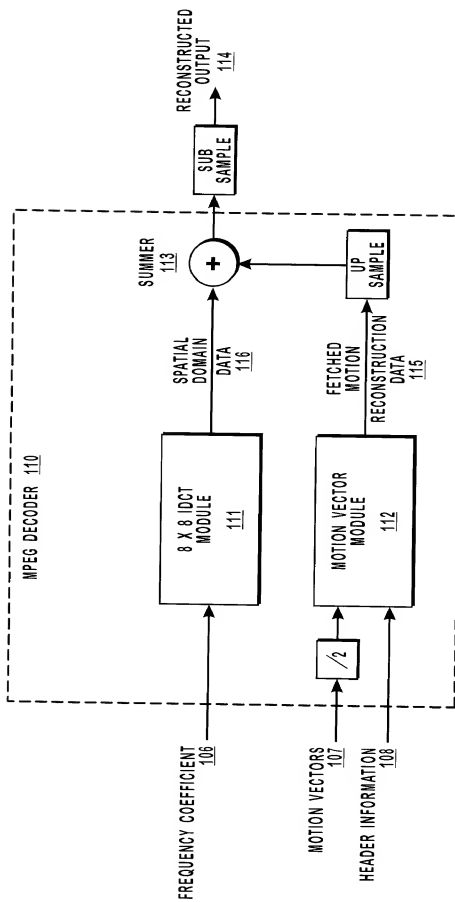 MPEG DECODER 110
FREQUENCY COEFFICIENT
106
8 X 8 IDCT
MODULE
111
SPATIAL
DOMAIN
DATA
116
SUMMER
113
+
SUB
SAMPLE
RECONSTRUCTED
OUTPUT
114
MOTION VECTORS
107
/2
HEADER INFORMATION
108
MOTION VECTOR
MODULE
112
FETCHED
MOTION
RECONSTRUCTION
DATA
115
UP
SAMPLE